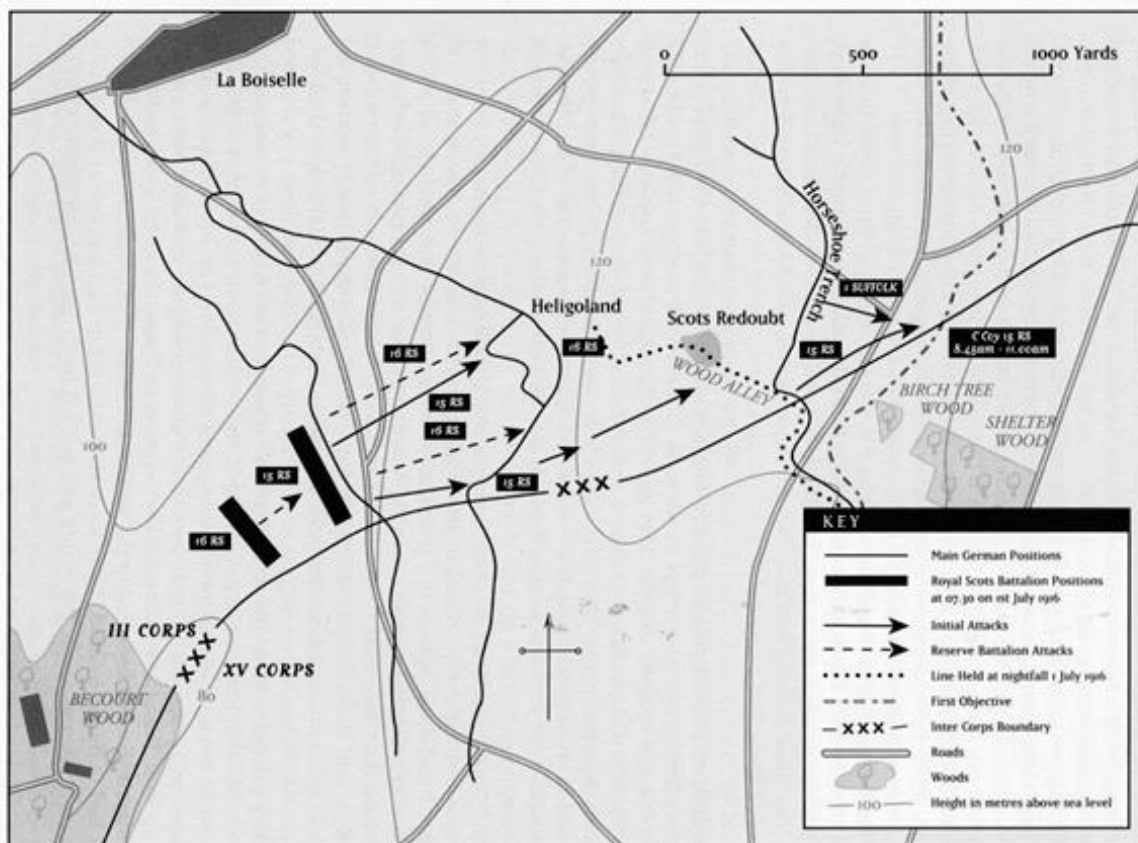 La Boiselle
0 500 1000 Yards
120
Horseshoe Trench
100
120
Heligoland
Scots Redoubt
1 SUFFOLK
16 RS
16 RS
15 RS
C Coy 15 RS
8.45am - 11.00am
WOOD ALLEY
15 RS
16 RS
BIRCH TREE
WOOD
SHELTER
WOOD
15 RS
15 RS
16 RS
III CORPS
XV CORPS
80
BECOURT
WOOD
KEY
Main German Positions
Royal Scots Battalion Positions
at 07.30 on 1st July 1916
Initial Attacks
Reserve Battalion Attacks
Line Held at nightfall 1 July 1916
First Objective
XXX Inter Corps Boundary
Roads
Woods
100 Height in metres above sea level